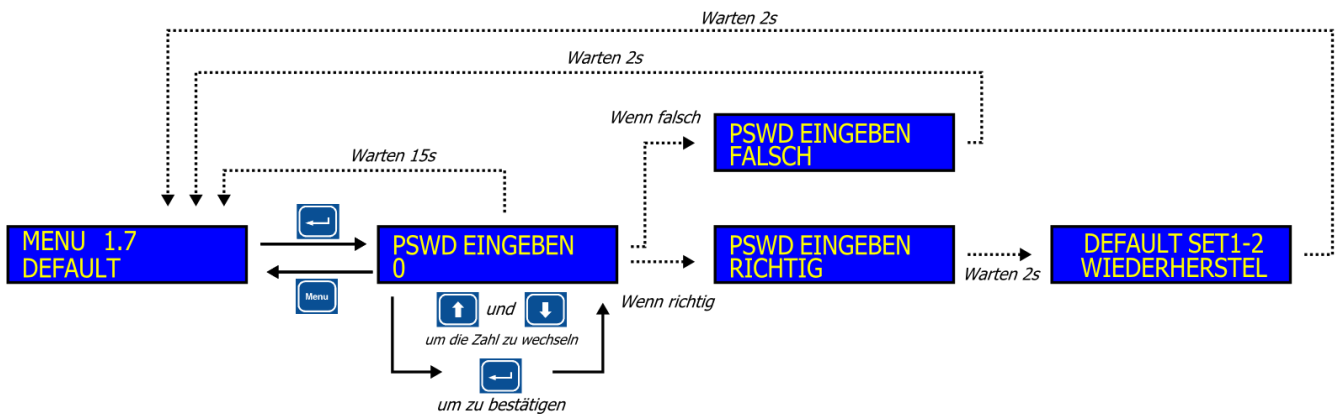 Warten 2s
Warten 2s
Wenn falsch
PSWD EINGEBEN
FALSCH
Warten 15s
MENU 1.7
DEFAULT
Menu
PSWD EINGEBEN
0
und
um die Zahl zu wechseln
um zu bestätigen
Wenn richtig
PSWD EINGEBEN
RICHTIG
Warten 2s
DEFAULT SET1-2
WIEDERHERSTEL